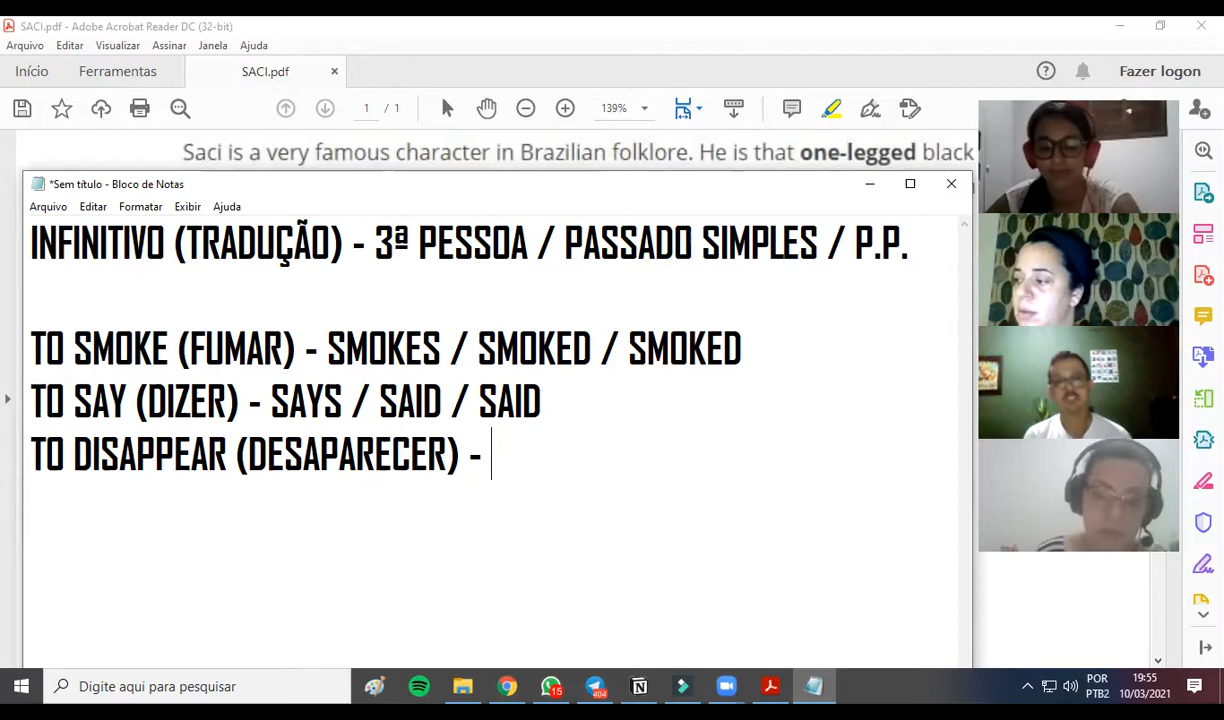 SACI.pdf - Adobe Acrobat Reader DC (32-bit)
Arquivo Editar Visualizar Assinar Janela Ajuda
Início Ferramentas SACI.pdf × Fazer logon
1 / 1 139%
Saci is a very famous character in Brazilian folklore. He is that one-legged black
*Sem título - Bloco de Notas
Arquivo Editar Formatar Exibir Ajuda
INFINITIVO (TRADUÇÃO) - 3ª PESSOA / PASSADO SIMPLES / P.P.
TO SMOKE (FUMAR) - SMOKES / SMOKED / SMOKED
TO SAY (DIZER) - SAYS / SAID / SAID
TO DISAPPEAR (DESAPARECER) -
Digite aqui para pesquisar
15
404
POR
PTB2
19:55
10/03/2021